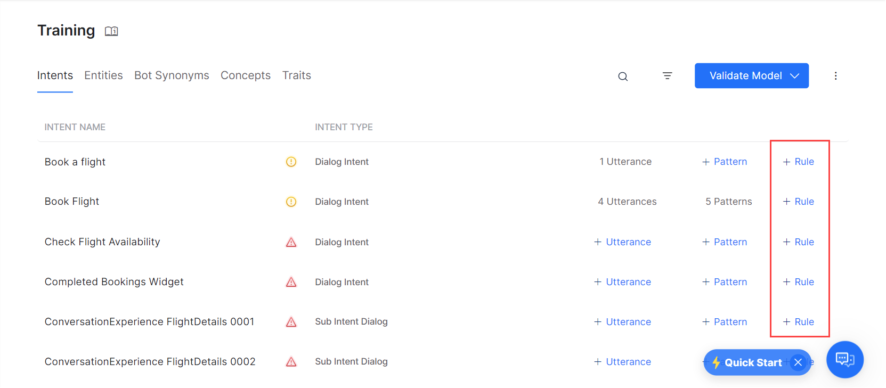 Training
Intents Entities Bot Synonyms Concepts Traits Validate Model
INTENT NAME INTENT TYPE
Book a flight Dialog Intent 1 Utterance + Pattern + Rule
Book Flight Dialog Intent 4 Utterances 5 Patterns + Rule
Check Flight Availability Dialog Intent + Utterance + Pattern + Rule
Completed Bookings Widget Dialog Intent + Utterance + Pattern + Rule
ConversationExperience FlightDetails 0001 Sub Intent Dialog + Utterance + Pattern + Rule
ConversationExperience FlightDetails 0002 Sub Intent Dialog + Utterance
Quick Start